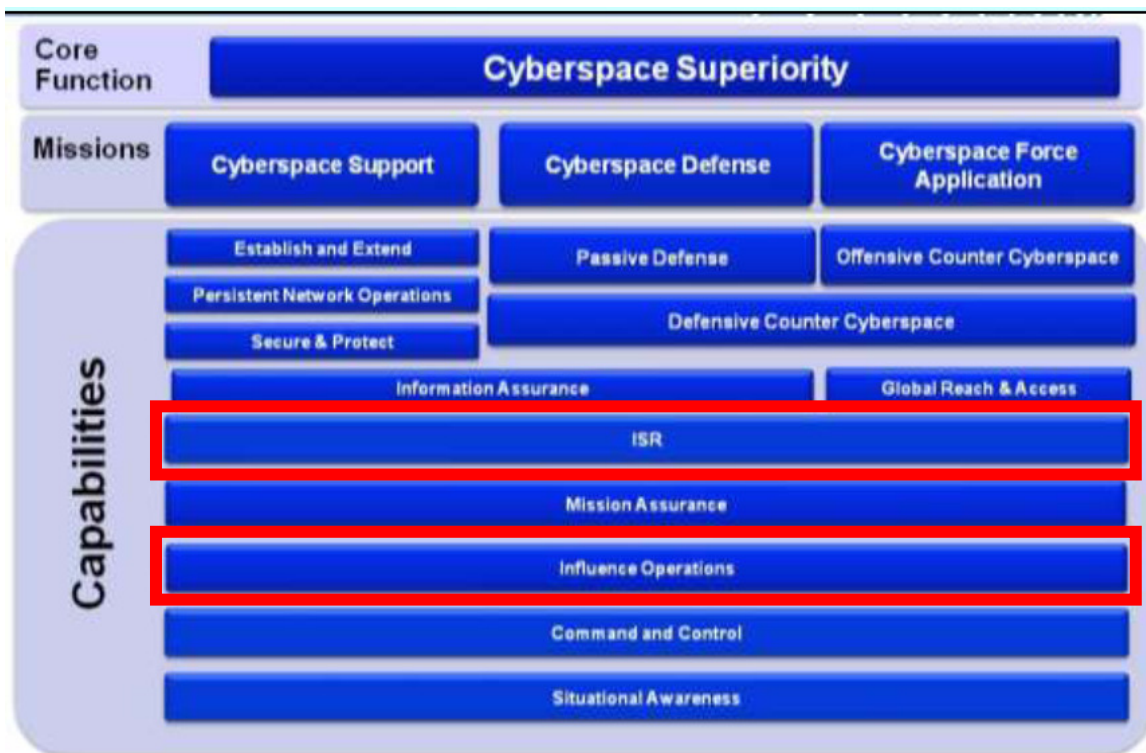 Core
Function
Cyberspace Superiority
Missions
Cyberspace Support
Cyberspace Defense
Cyberspace Force
Application
Capabilities
Establish and Extend
Passive Defense
Offensive Counter Cyberspace
Persistent Network Operations
Defensive Counter Cyberspace
Secure & Protect
Information Assurance
Global Reach & Access
ISR
Mission Assurance
Influence Operations
Command and Control
Situational Awareness